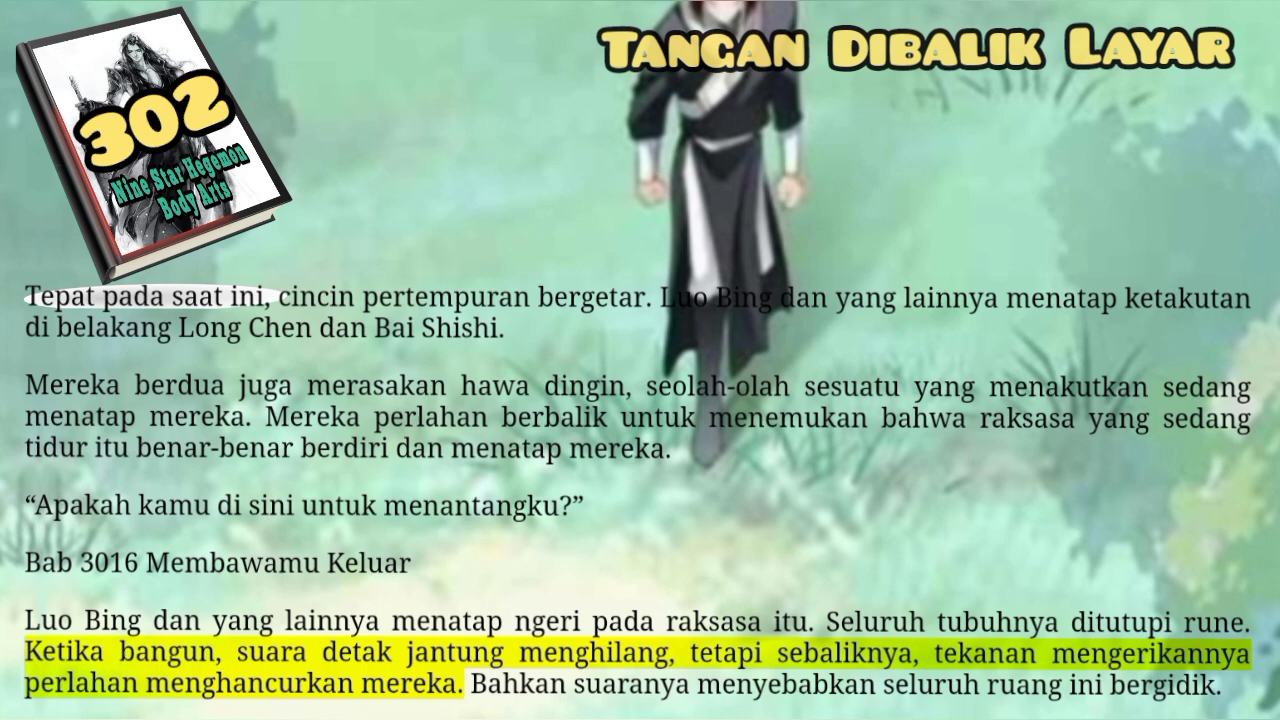 Tangan Dibalik Layar
302
Nine Star Hegemon
Body Arts
Tepat pada saat ini, cincin pertempuran bergetar. Luo Bing dan yang lainnya menatap ketakutan
di belakang Long Chen dan Bai Shishi.
Mereka berdua juga merasakan hawa dingin, seolah-olah sesuatu yang menakutkan sedang
menatap mereka. Mereka perlahan berbalik untuk menemukan bahwa raksasa yang sedang
tidur itu benar-benar berdiri dan menatap mereka.
“Apakah kamu di sini untuk menantangku?”
Bab 3016 Membawamu Keluar
Luo Bing dan yang lainnya menatap ngeri pada raksasa itu. Seluruh tubuhnya ditutupi rune.
Ketika bangun, suara detak jantung menghilang, tetapi sebaliknya, tekanan mengerikannya
perlahan menghancurkan mereka. Bahkan suaranya menyebabkan seluruh ruang ini bergidik.